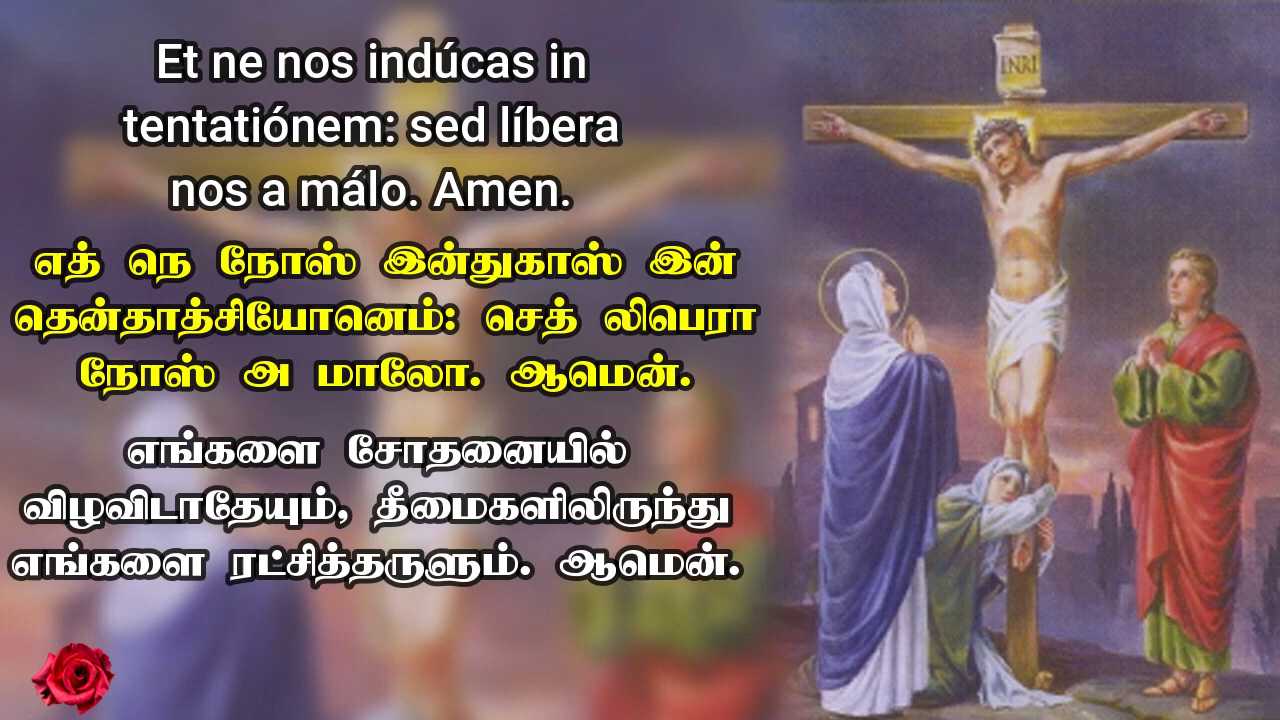 Et ne nos indúcas in
tentatiónem: sed líbera
nos a málo. Amen.
எத் நெ நோஸ் இன்துகாஸ் இன்
தென்தாத்சியோனெம்: செத் லிபெரா
நோஸ் அ மாலோ. ஆமென்.
எங்களை சோதனையில்
விழவிடாதேயும், தீமைகளிலிருந்து
எங்களை ரட்சித்தருளும். ஆமென்.
INRI